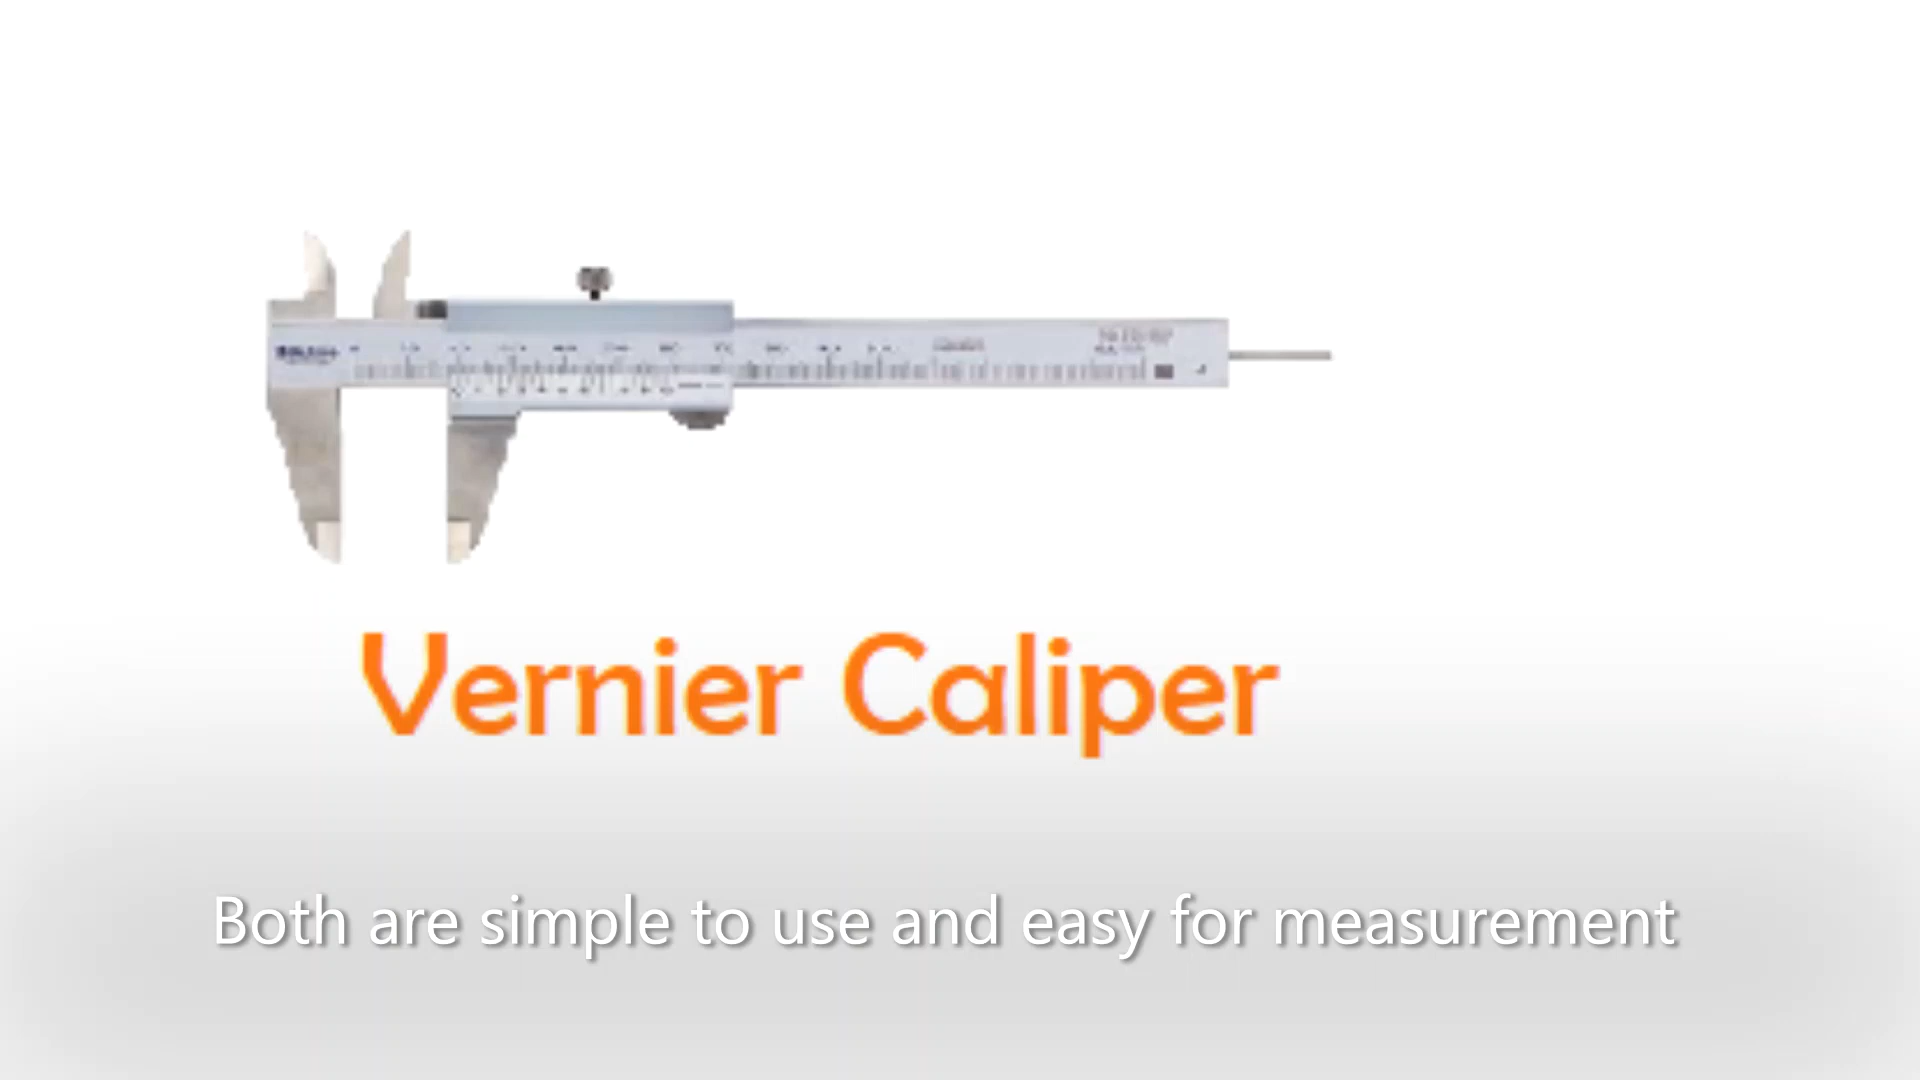 Vernier Caliper
Both are simple to use and easy for measurement